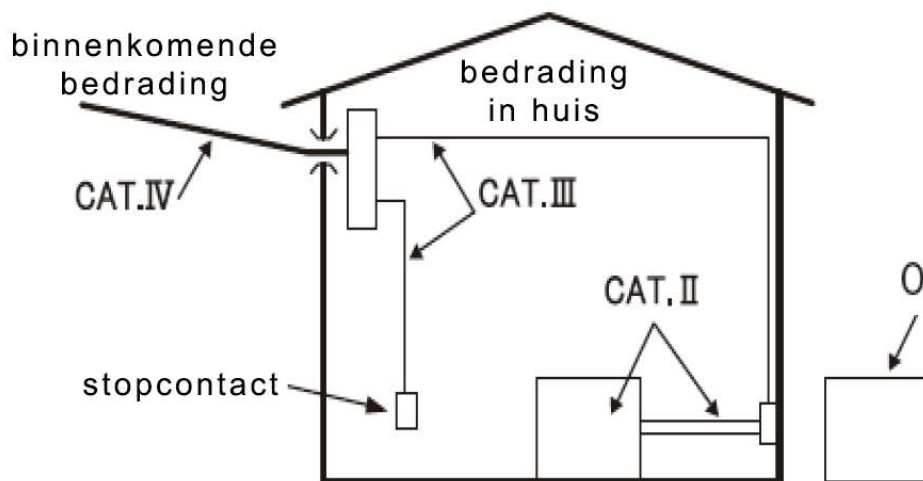 binnenkomende
bedrading
bedrading
in huis
CAT.Ⅳ
CAT.Ⅲ
CAT.Ⅱ
O
stopcontact